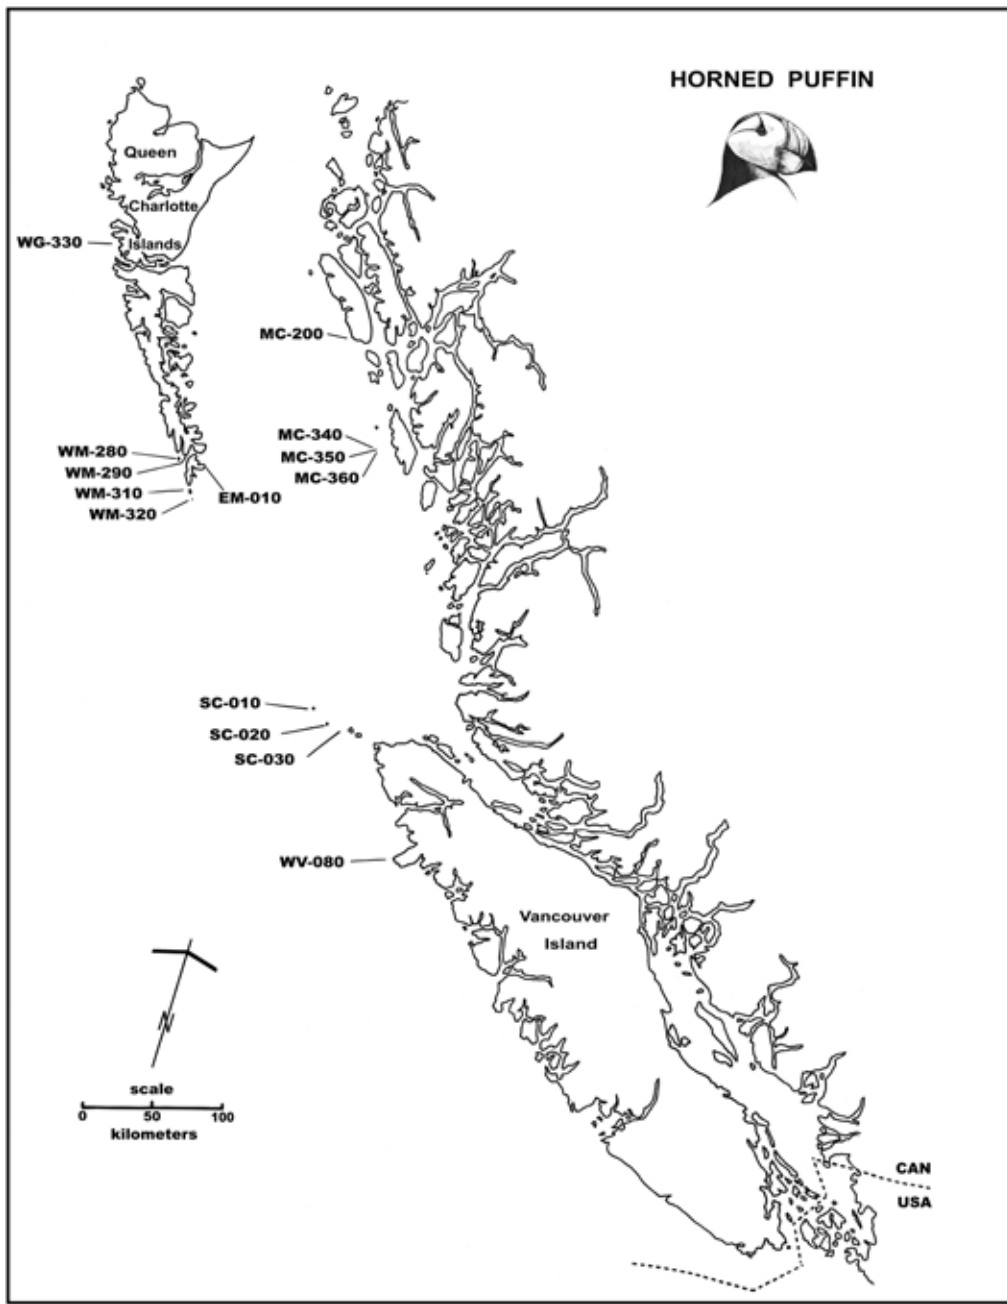 HORNED PUFFIN
Queen
Charlotte
Islands
WG-330
MC-200
MC-340
MC-350
MC-360
WM-280
WM-290
WM-310
WM-320
EM-010
SC-010
SC-020
SC-030
WV-080
Vancouver
Island
N
scale
0 50 100
kilometers
CAN
USA